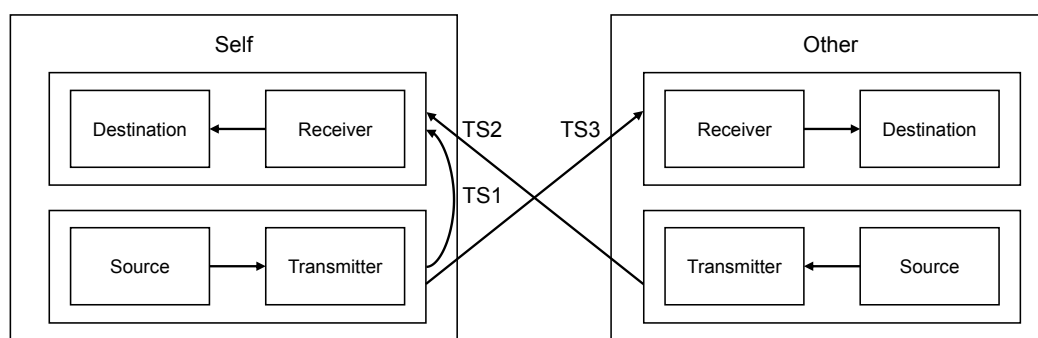 Self
Other
Destination
Receiver
TS2
TS3
Receiver
Destination
TS1
Source
Transmitter
Transmitter
Source